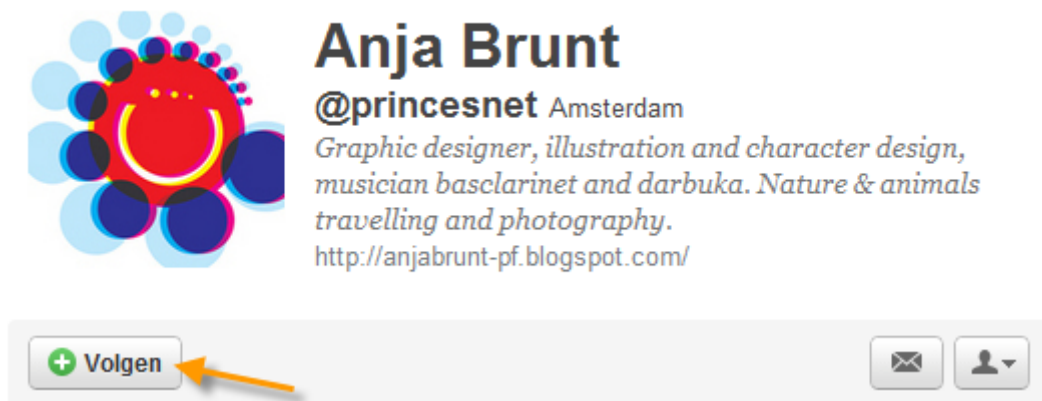 Anja Brunt
@princesnet Amsterdam
Graphic designer, illustration and character design,
musician basclarinet and darbuka. Nature & animals
travelling and photography.
http://anjabrunt-pf.blogspot.com/
Volgen